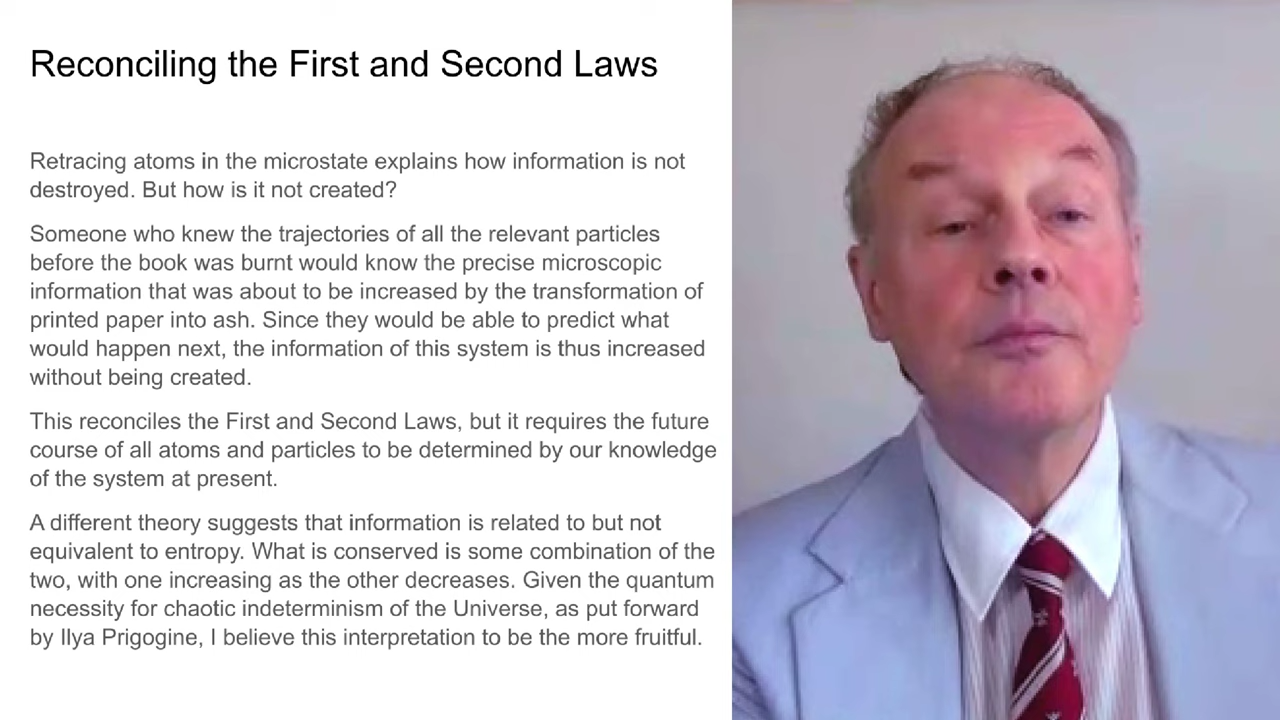 Reconciling the First and Second Laws
Retracing atoms in the microstate explains how information is not
destroyed. But how is it not created?
Someone who knew the trajectories of all the relevant particles
before the book was burnt would know the precise microscopic
information that was about to be increased by the transformation of
printed paper into ash. Since they would be able to predict what
would happen next, the information of this system is thus increased
without being created.
This reconciles the First and Second Laws, but it requires the future
course of all atoms and particles to be determined by our knowledge
of the system at present.
A different theory suggests that information is related to but not
equivalent to entropy. What is conserved is some combination of the
two, with one increasing as the other decreases. Given the quantum
necessity for chaotic indeterminism of the Universe, as put forward
by Ilya Prigogine, I believe this interpretation to be the more fruitful.